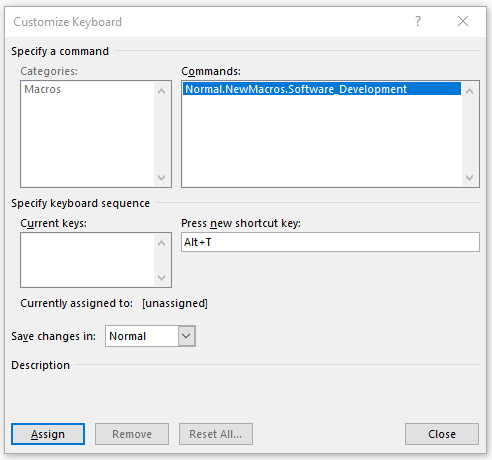 Customize Keyboard ?
Specify a command
Categories: Commands:
Macros Normal.NewMacros.Software_Development
Specify keyboard sequence
Current keys: Press new shortcut key:
Alt+T
Currently assigned to: [unassigned]
Save changes in: Normal
Description
Assign Remove Reset All... Close